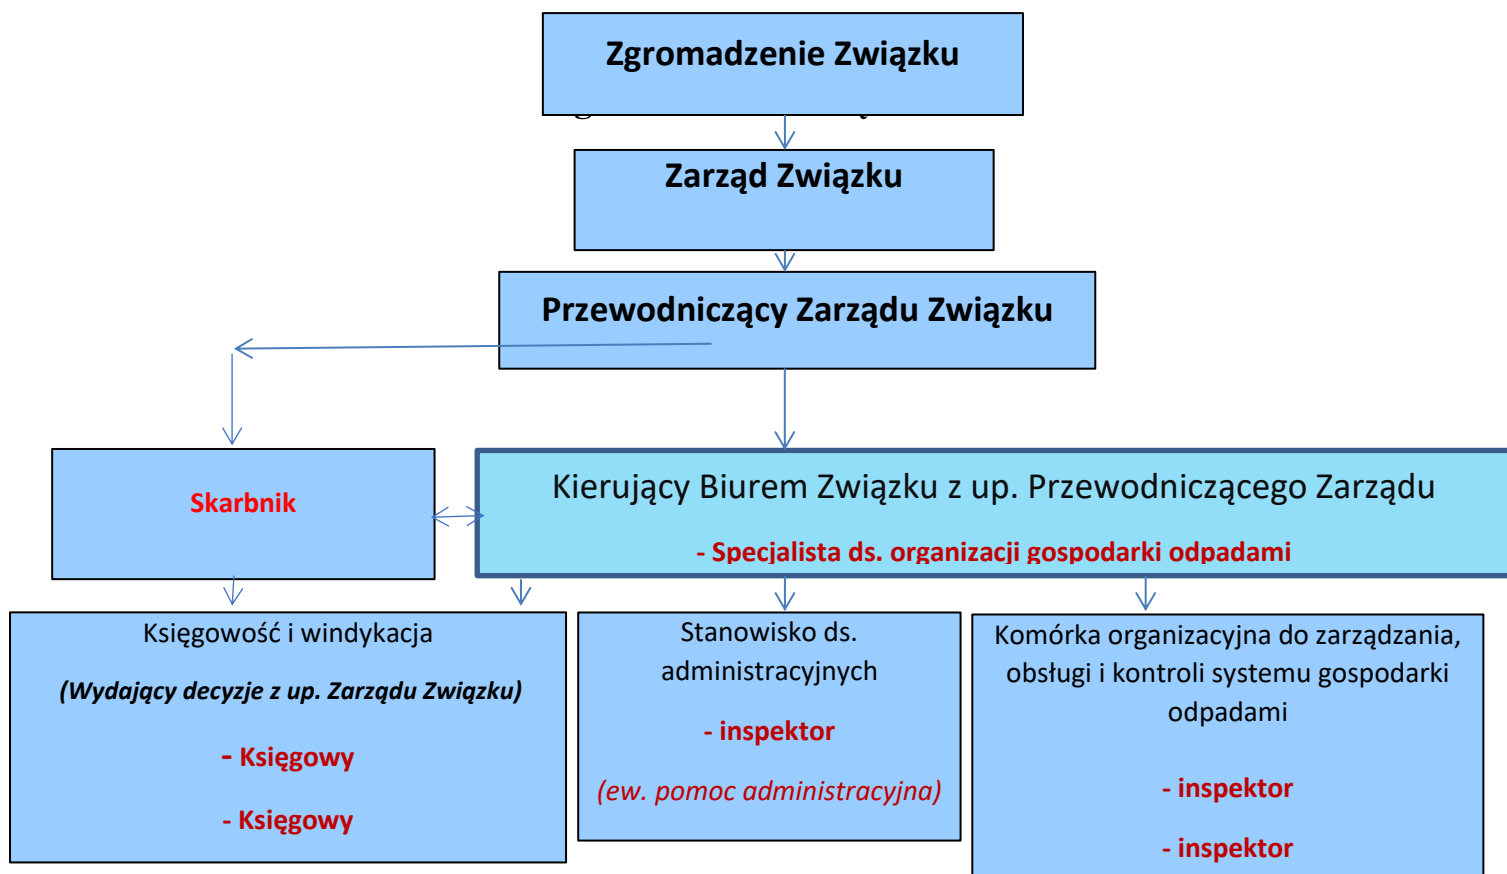 Zgromadzenie Związku
Zarząd Związku
Przewodniczący Zarządu Związku
Skarbnik
Kierujący Biurem Związku z up. Przewodniczącego Zarządu
- Specjalista ds. organizacji gospodarki odpadami
Księgowość i windykacja
(Wydający decyzje z up. Zarządu Związku)
- Księgowy
- Księgowy
Stanowisko ds.
administracyjnych
- inspektor
(ew. pomoc administracyjna)
Komórka organizacyjna do zarządzania,
obsługi i kontroli systemu gospodarki
odpadami
- inspektor
- inspektor